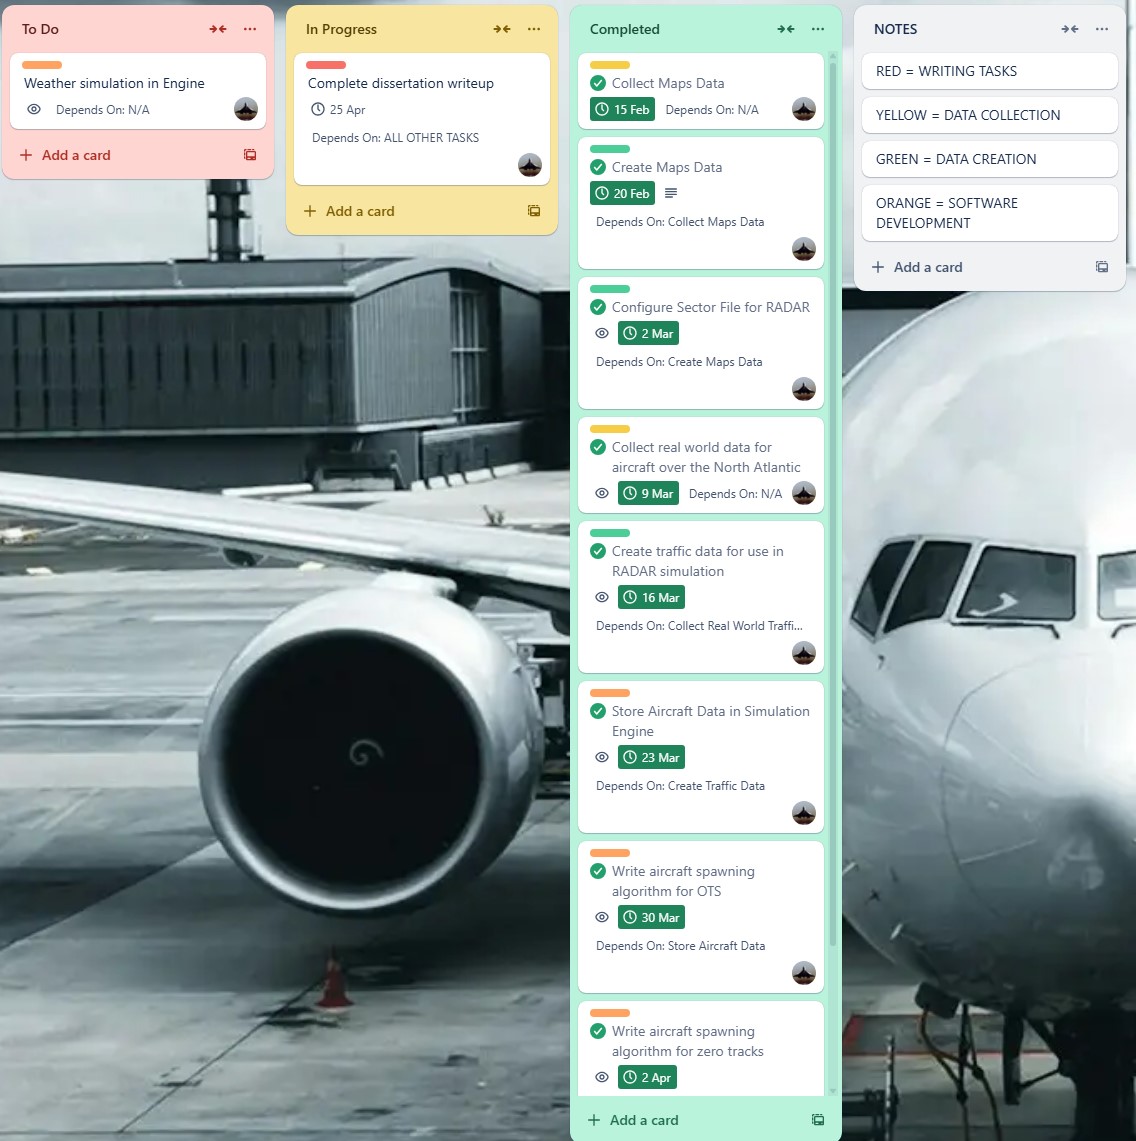 To Do
Weather simulation in Engine
Depends On: N/A
Add a card
In Progress
Complete dissertation writeup
25 Apr
Depends On: ALL OTHER TASKS
Add a card
Completed
Collect Maps Data
15 Feb Depends On: N/A
Create Maps Data
20 Feb
Depends On: Collect Maps Data
Configure Sector File for RADAR
2 Mar
Depends On: Create Maps Data
Collect real world data for
aircraft over the North Atlantic
9 Mar Depends On: N/A
Create traffic data for use in
RADAR simulation
16 Mar
Depends On: Collect Real World Traffi...
Store Aircraft Data in Simulation
Engine
23 Mar
Depends On: Create Traffic Data
Write aircraft spawning
algorithm for OTS
30 Mar
Depends On: Store Aircraft Data
Write aircraft spawning
algorithm for zero tracks
2 Apr
Add a card
NOTES
RED = WRITING TASKS
YELLOW = DATA COLLECTION
GREEN = DATA CREATION
ORANGE = SOFTWARE
DEVELOPMENT
Add a card